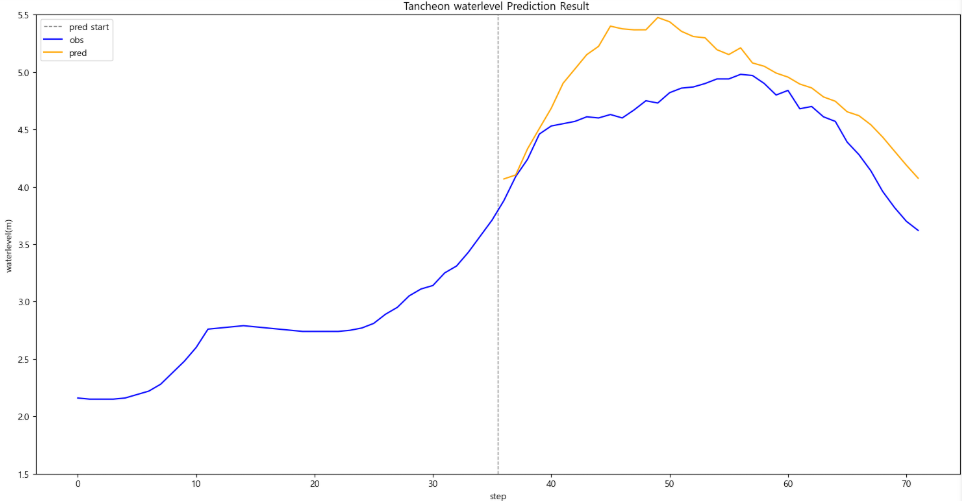 Tancheon waterlevel Prediction Result
pred start
obs
pred
5.5
5.0
4.5
4.0
3.5
3.0
2.5
2.0
1.5
waterlevel(m)
0 10 20 30 40 50 60 70
step